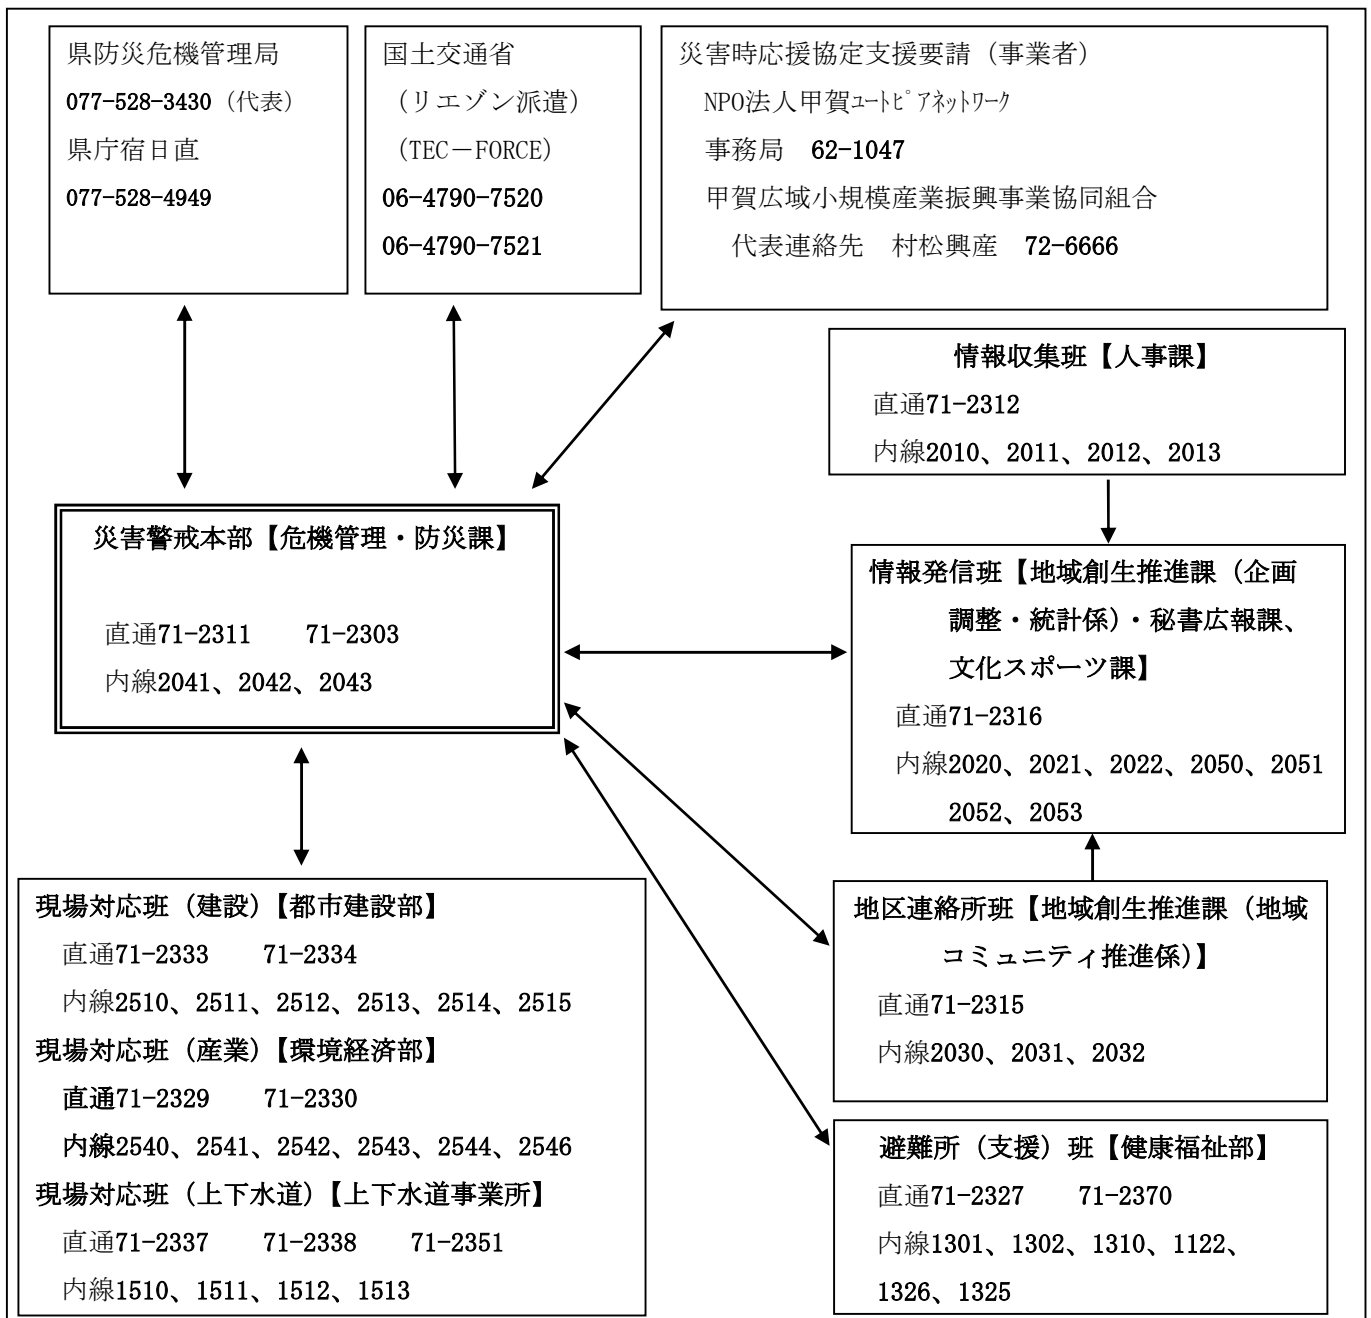 県防災危機管理局
077-528-3430（代表）
県庁宿日直
077-528-4949
国土交通省
（リエゾン派遣）
（TEC－FORCE）
06-4790-7520
06-4790-7521
災害時応援協定支援要請（事業者）
NPO法人甲賀ﾕｰﾄﾋﾟｱﾈｯﾄﾜｰｸ
事務局　62-1047
甲賀広域小規模産業振興事業協同組合
代表連絡先　村松興産　72-6666
情報収集班【人事課】
直通71-2312
内線2010、2011、2012、2013
災害警戒本部【危機管理・防災課】
直通71-2311　　71-2303
内線2041、2042、2043
情報発信班【地域創生推進課（企画
調整・統計係）・秘書広報課、
文化スポーツ課】
直通71-2316
内線2020、2021、2022、2050、2051
2052、2053
現場対応班（建設）【都市建設部】
直通71-2333　　71-2334
内線2510、2511、2512、2513、2514、2515
現場対応班（産業）【環境経済部】
直通71-2329　　71-2330
内線2540、2541、2542、2543、2544、2546
現場対応班（上下水道）【上下水道事業所】
直通71-2337　　71-2338　　71-2351
内線1510、1511、1512、1513
地区連絡所班【地域創生推進課（地域
コミュニティ推進係）】
直通71-2315
内線2030、2031、2032
避難所（支援）班【健康福祉部】
直通71-2327　　71-2370
内線1301、1302、1310、1122、
1326、1325